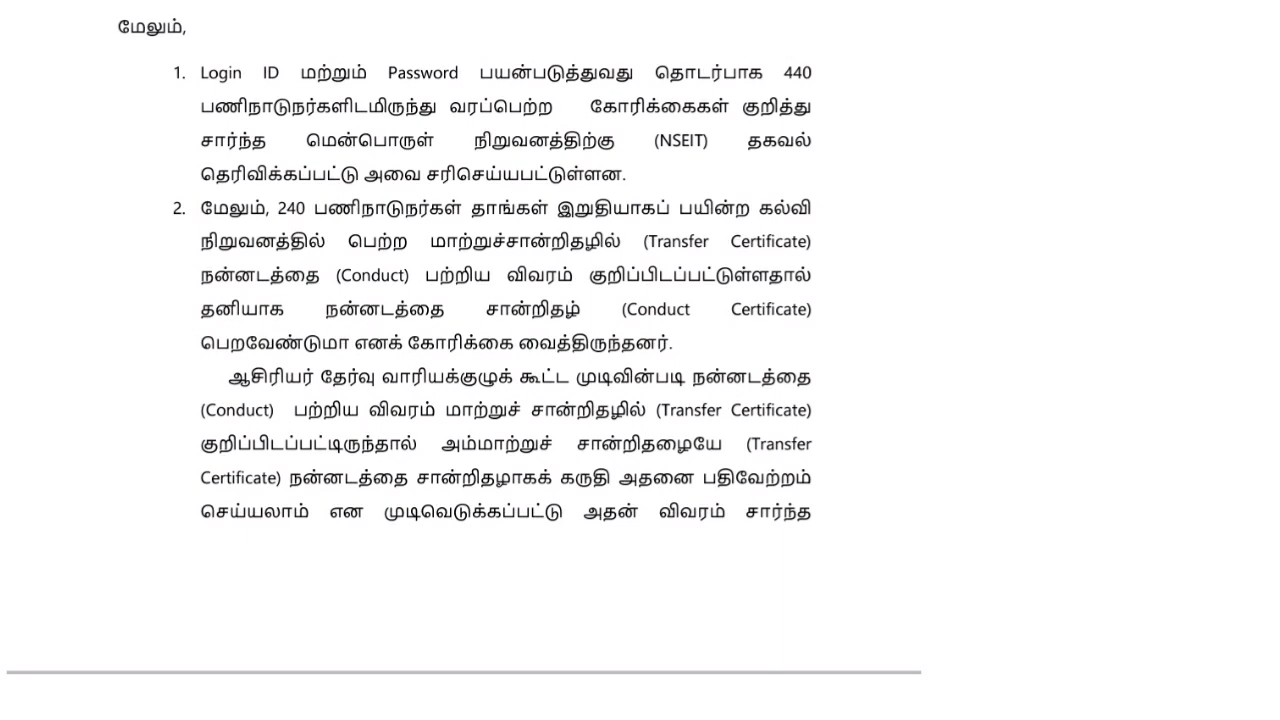 மேலும்,
1. Login ID மற்றும் Password பயன்படுத்துவது தொடர்பாக 440
பணிநாடுநர்களிடமிருந்து வரப்பெற்ற கோரிக்கைகள் குறித்து
சார்ந்த மென்பொருள் நிறுவனத்திற்கு (NSEIT) தகவல்
தெரிவிக்கப்பட்டு அவை சரிசெய்யபட்டுள்ளன.
2. மேலும், 240 பணிநாடுநர்கள் தாங்கள் இறுதியாகப் பயின்ற கல்வி
நிறுவனத்தில் பெற்ற மாற்றுச்சான்றிதழில் (Transfer Certificate)
நன்னடத்தை (Conduct) பற்றிய விவரம் குறிப்பிடப்பட்டுள்ளதால்
தனியாக நன்னடத்தை சான்றிதழ் (Conduct Certificate)
பெறவேண்டுமா எனக் கோரிக்கை வைத்திருந்தனர்.
ஆசிரியர் தேர்வு வாரியக்குழுக் கூட்ட முடிவின்படி நன்னடத்தை
(Conduct) பற்றிய விவரம் மாற்றுச் சான்றிதழில் (Transfer Certificate)
குறிப்பிடப்பட்டிருந்தால் அம்மாற்றுச் சான்றிதழையே (Transfer
Certificate) நன்னடத்தை சான்றிதழாகக் கருதி அதனை பதிவேற்றம்
செய்யலாம் என முடிவெடுக்கப்பட்டு அதன் விவரம் சார்ந்த